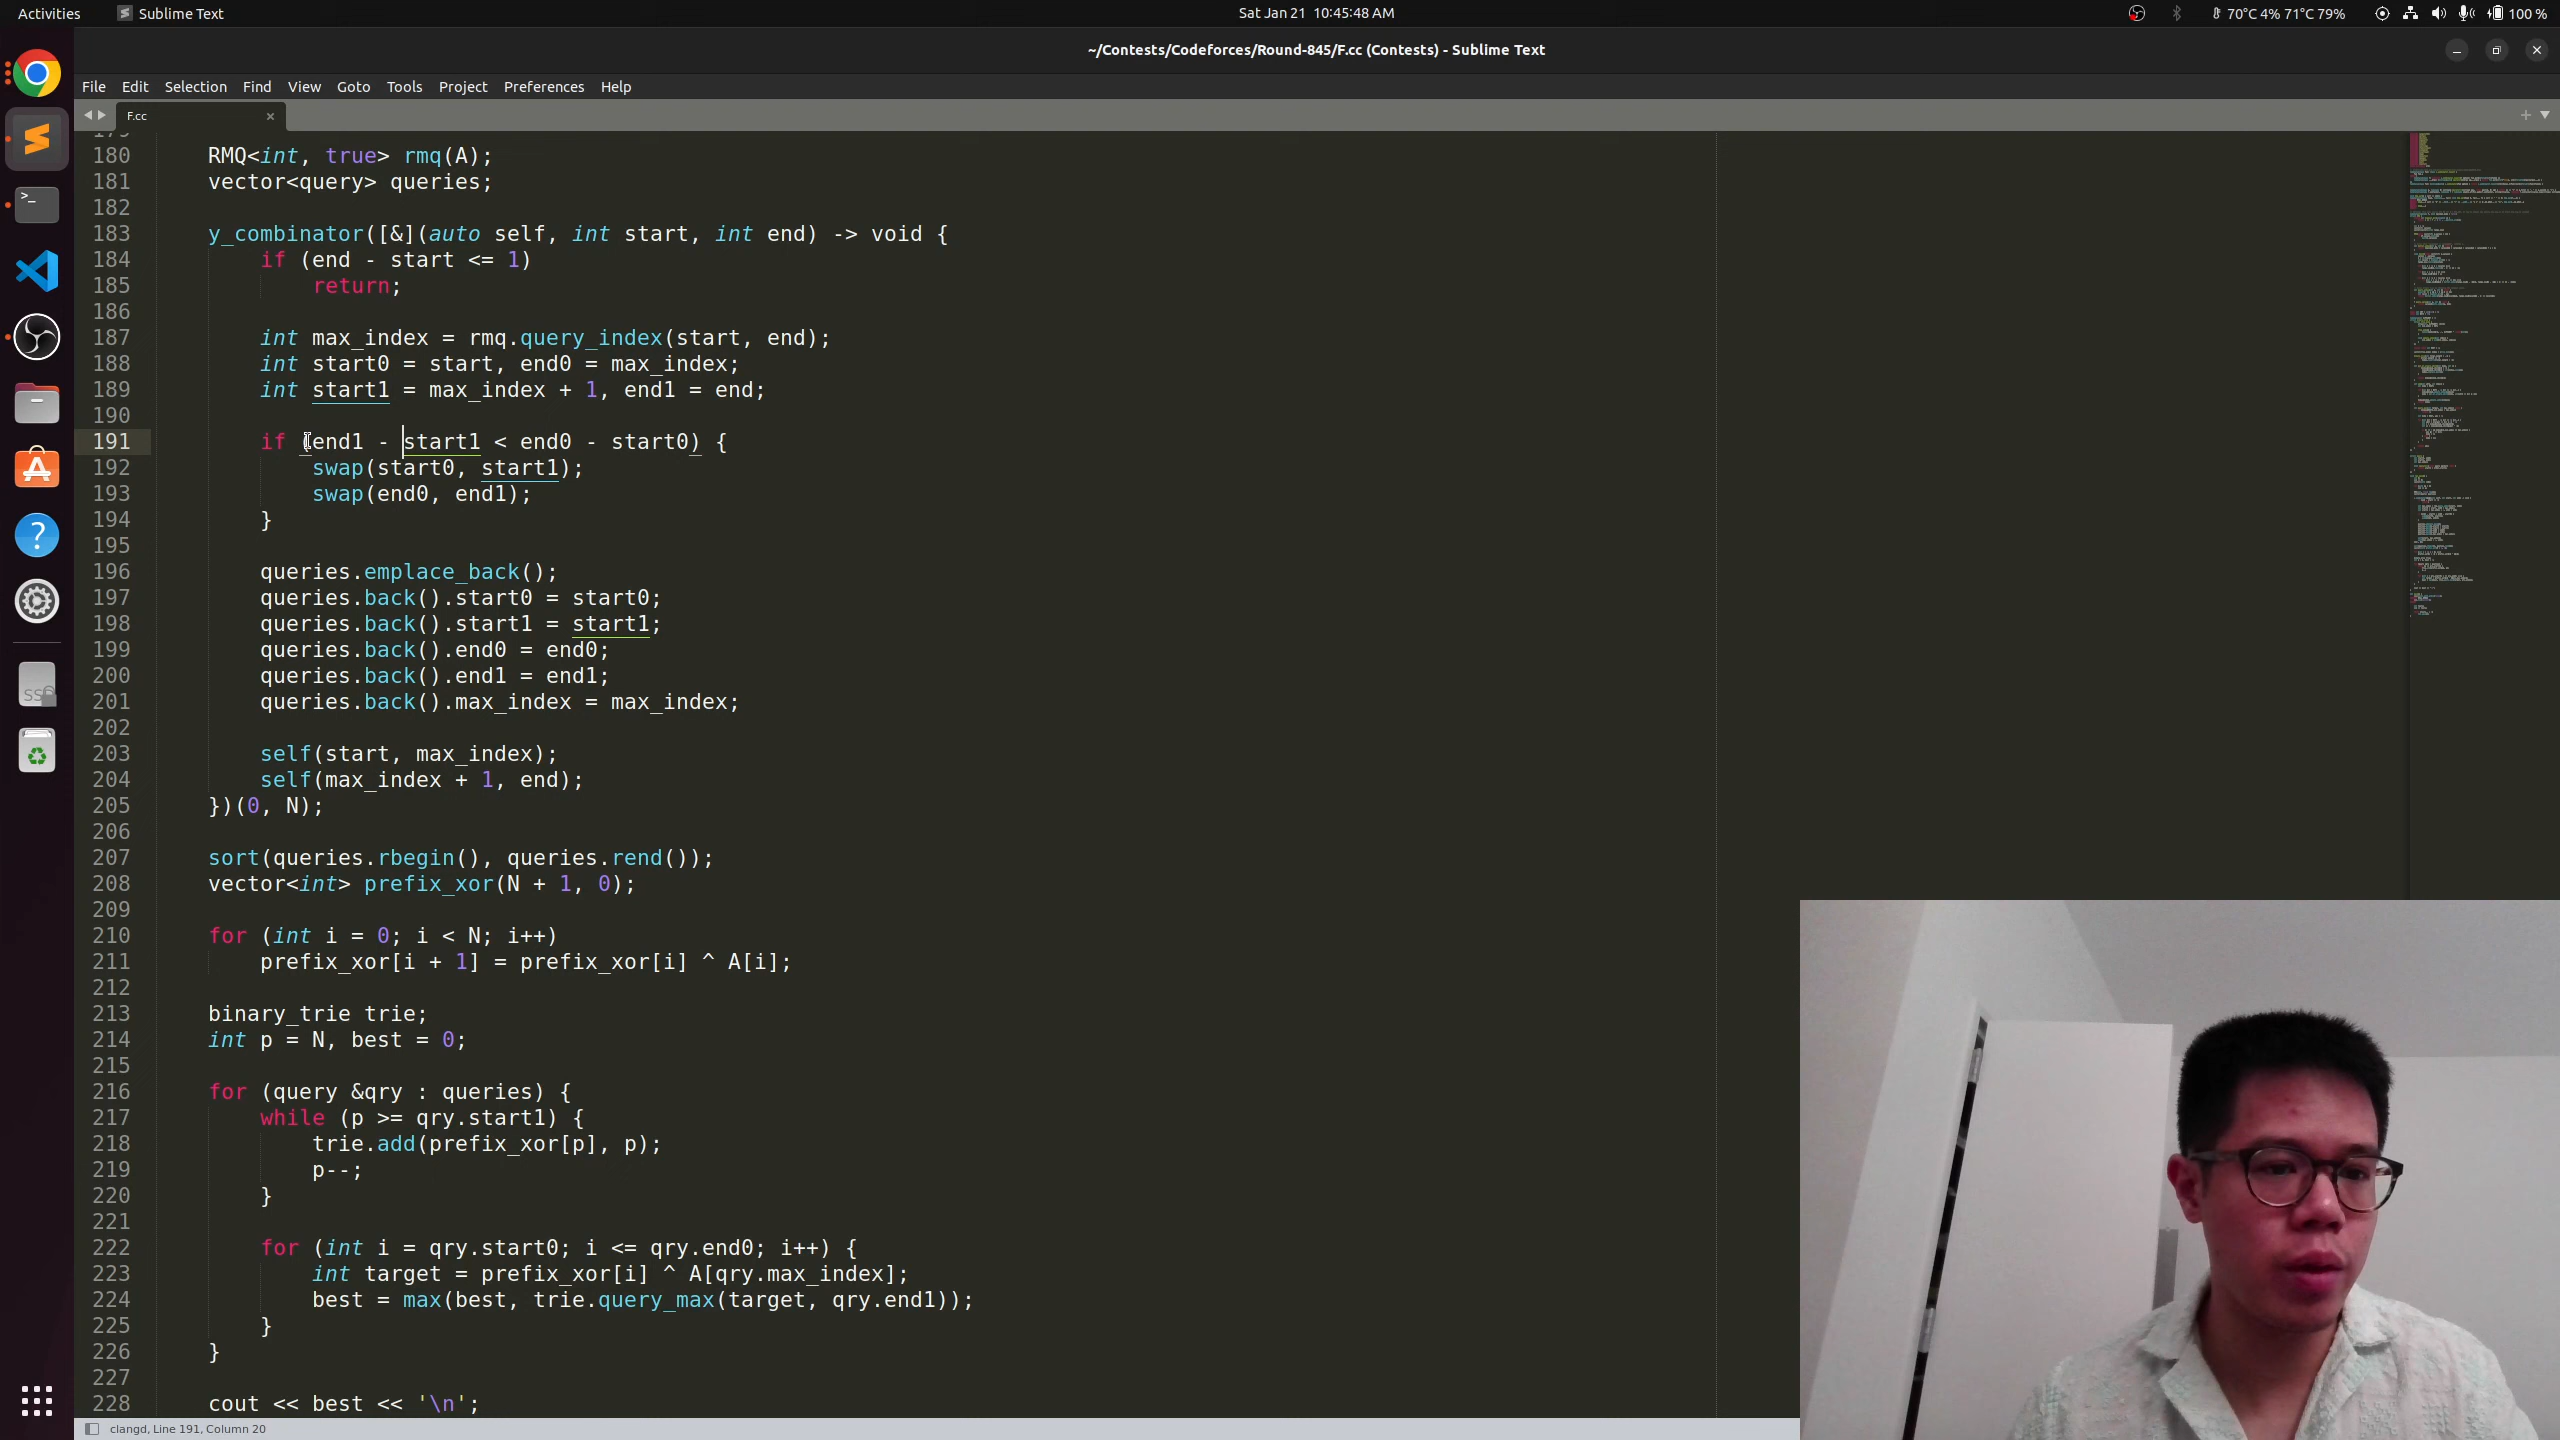 Activities
Sublime Text
Sat Jan 21 10:45:48 AM
70°C 4% 71°C 79%
100 %
~/Contests/Codeforces/Round-845/F.cc (Contests) - Sublime Text
File Edit Selection Find View Goto Tools Project Preferences Help
F.cc
180 RMQ<int, true> rmq(A);
181 vector<query> queries;
182
183 y_combinator([&](auto self, int start, int end) -> void {
184 if (end - start <= 1)
185 return;
186
187 int max_index = rmq.query_index(start, end);
188 int start0 = start, end0 = max_index;
189 int start1 = max_index + 1, end1 = end;
190
191 if (end1 - start1 < end0 - start0) {
192 swap(start0, start1);
193 swap(end0, end1);
194 }
195
196 queries.emplace_back();
197 queries.back().start0 = start0;
198 queries.back().start1 = start1;
199 queries.back().end0 = end0;
200 queries.back().end1 = end1;
201 queries.back().max_index = max_index;
202
203 self(start, max_index);
204 self(max_index + 1, end);
205 })(0, N);
206
207 sort(queries.rbegin(), queries.rend());
208 vector<int> prefix_xor(N + 1, 0);
209
210 for (int i = 0; i < N; i++)
211 prefix_xor[i + 1] = prefix_xor[i] ^ A[i];
212
213 binary_trie trie;
214 int p = N, best = 0;
215
216 for (query &qry : queries) {
217 while (p >= qry.start1) {
218 trie.add(prefix_xor[p], p);
219 p--;
220 }
221
222 for (int i = qry.start0; i <= qry.end0; i++) {
223 int target = prefix_xor[i] ^ A[qry.max_index];
224 best = max(best, trie.query_max(target, qry.end1));
225 }
226 }
227
228 cout << best << '\n';
clangd, Line 191, Column 20